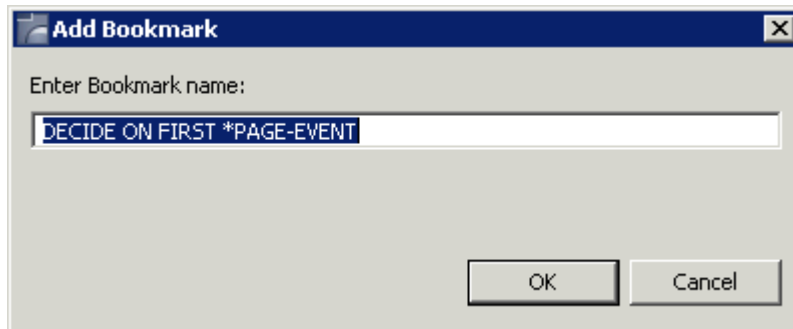 Add Bookmark
Enter Bookmark name:
DECIDE ON FIRST *PAGE-EVENT
OK Cancel